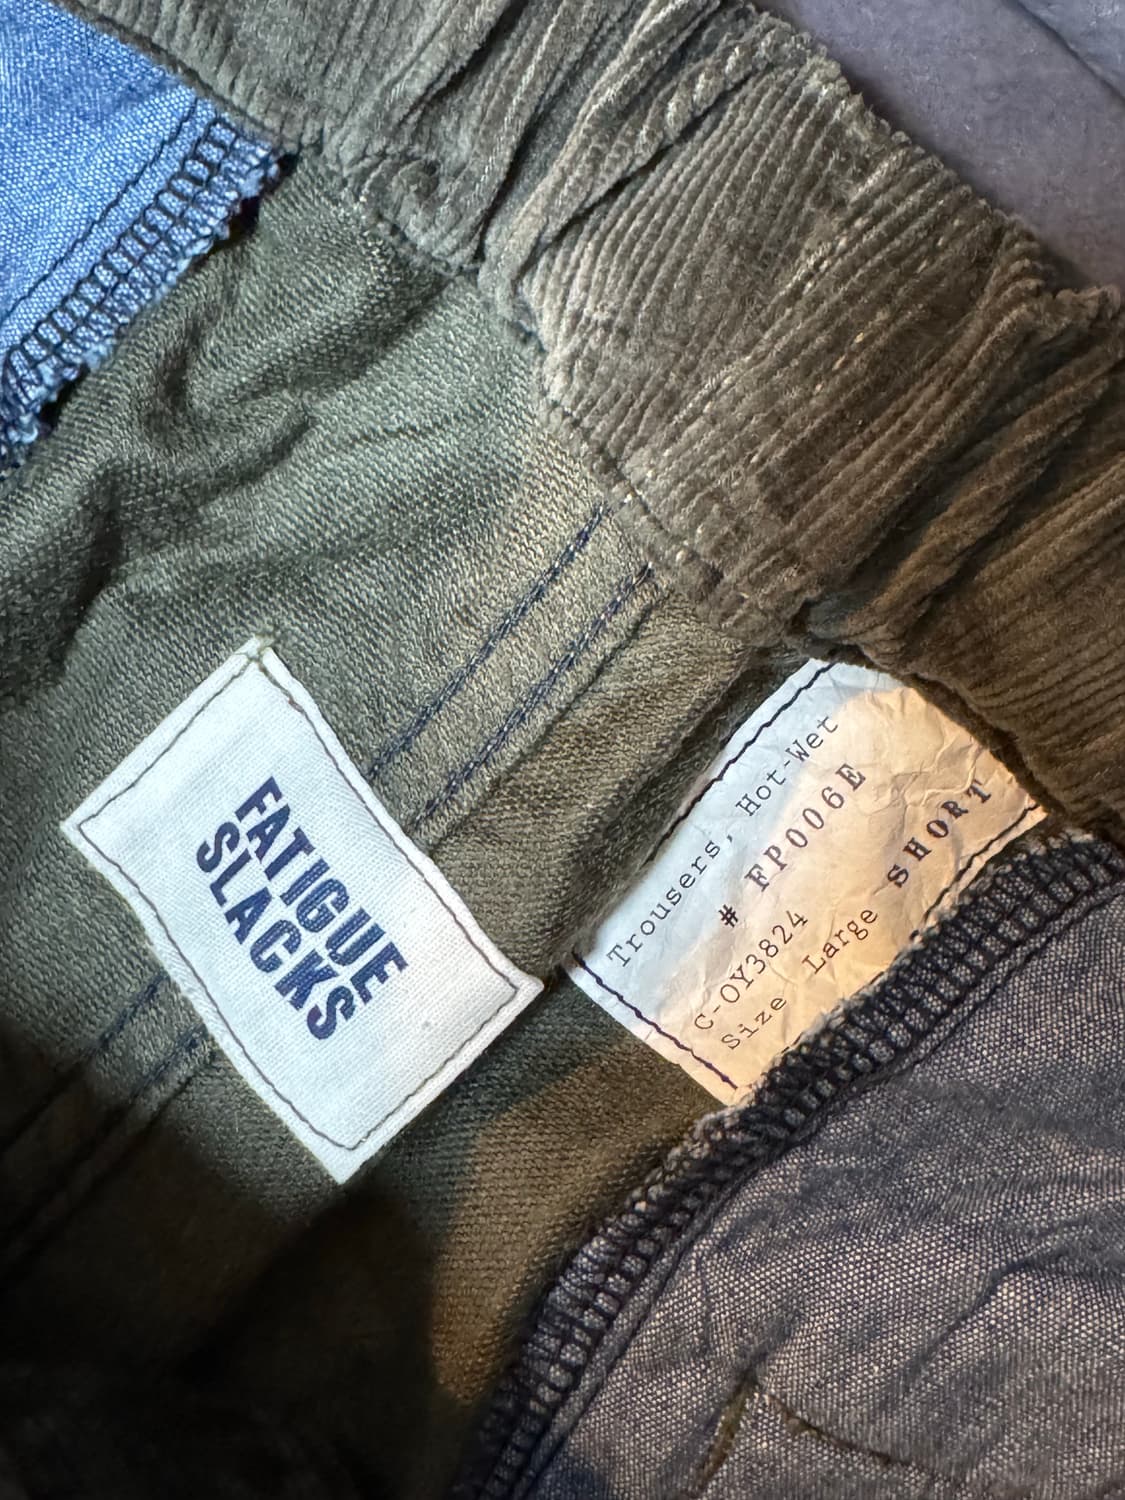 FATIGUE
SLACKS
Trousers, Hot-Wet
# FP006E
C-OY3824
Size Large SHORT